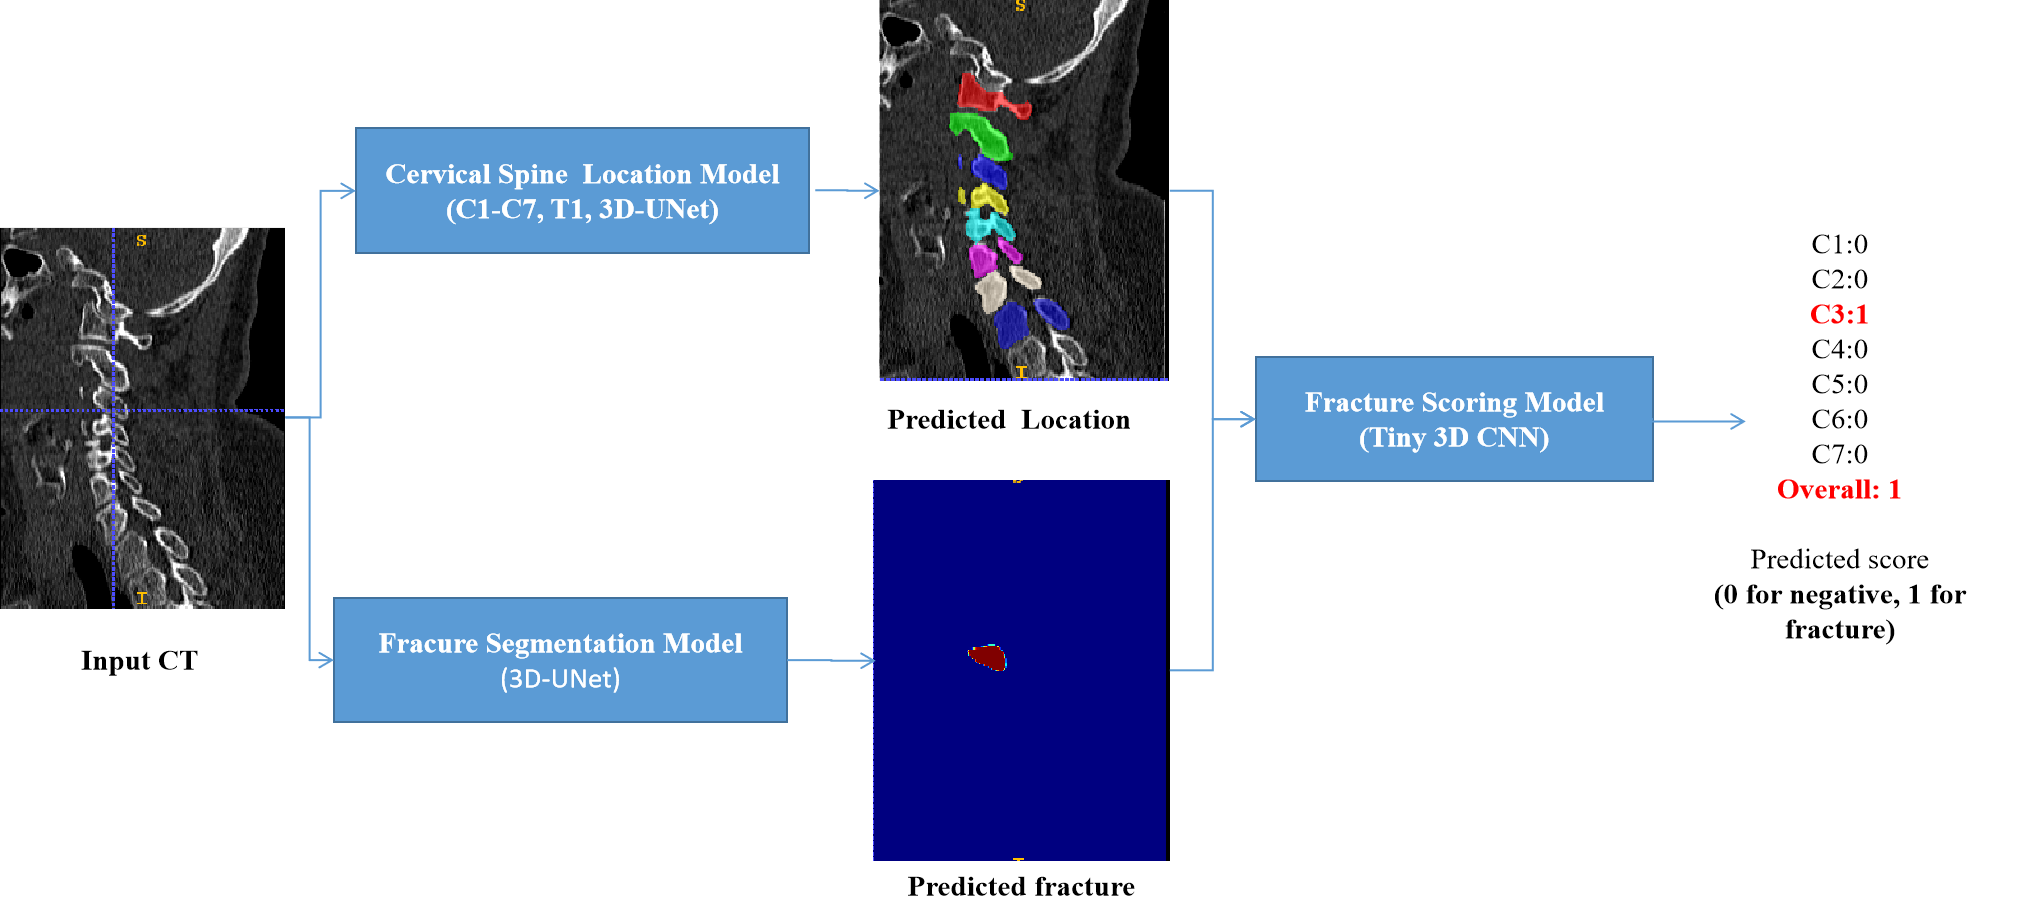 S
Input CT
I
Cervical Spine  Location Model
(C1-C7, T1, 3D-UNet)
Fracure Segmentation Model
(3D-UNet)
S
I
Predicted  Location
Predicted fracture
Fracture Scoring Model
(Tiny 3D CNN)
C1:0
C2:0
C3:1
C4:0
C5:0
C6:0
C7:0
Overall: 1
Predicted score
(0 for negative, 1 for
fracture)